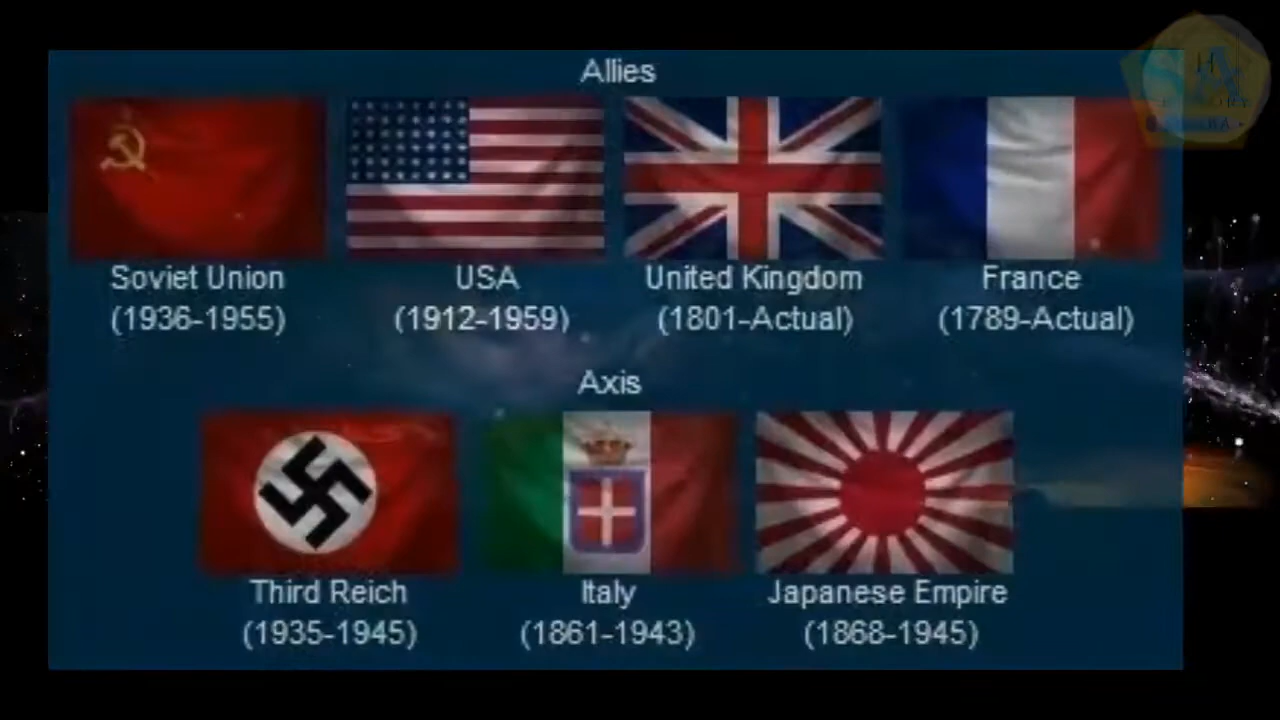 Allies
Soviet Union USA United Kingdom France
(1936-1955) (1912-1959) (1801-Actual) (1789-Actual)
Axis
Third Reich Italy Japanese Empire
(1935-1945) (1861-1943) (1868-1945)